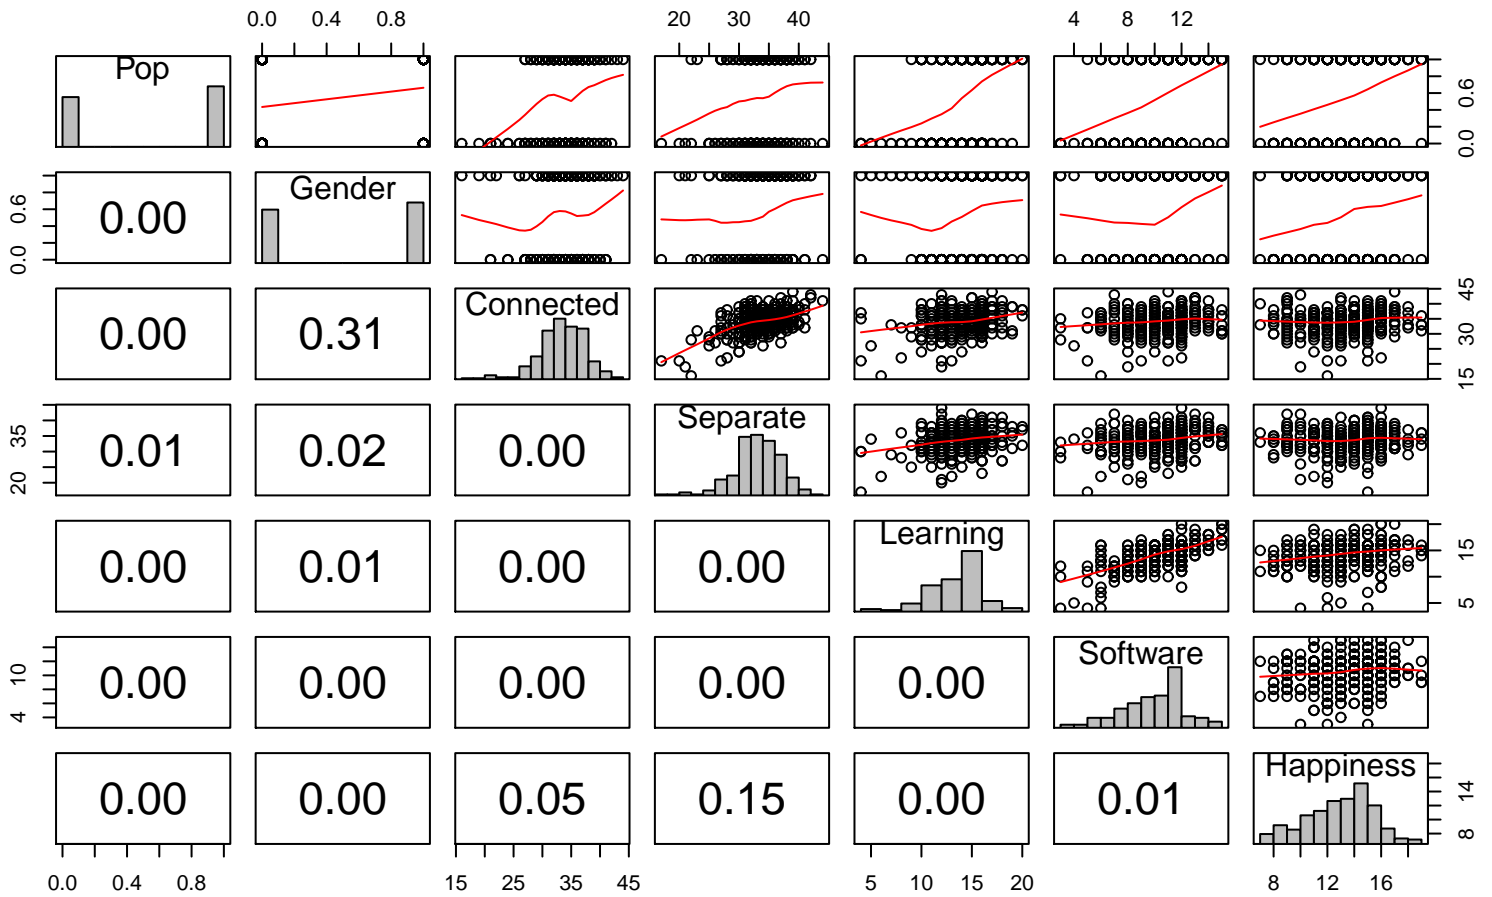 0.0 0.4 0.8 20 30 40 4 8 12
Pop 0.0 0.6
0.0 0.6 0.00 Gender
0.00 0.31 Connected 15 30 45
20 35 0.01 0.02 0.00 Separate
0.00 0.01 0.00 0.00 Learning 5 15
4 10 0.00 0.00 0.00 0.00 0.00 Software
0.00 0.00 0.05 0.15 0.00 0.01 Happiness 8 14
0.0 0.4 0.8 15 25 35 45 5 10 15 20 8 12 16